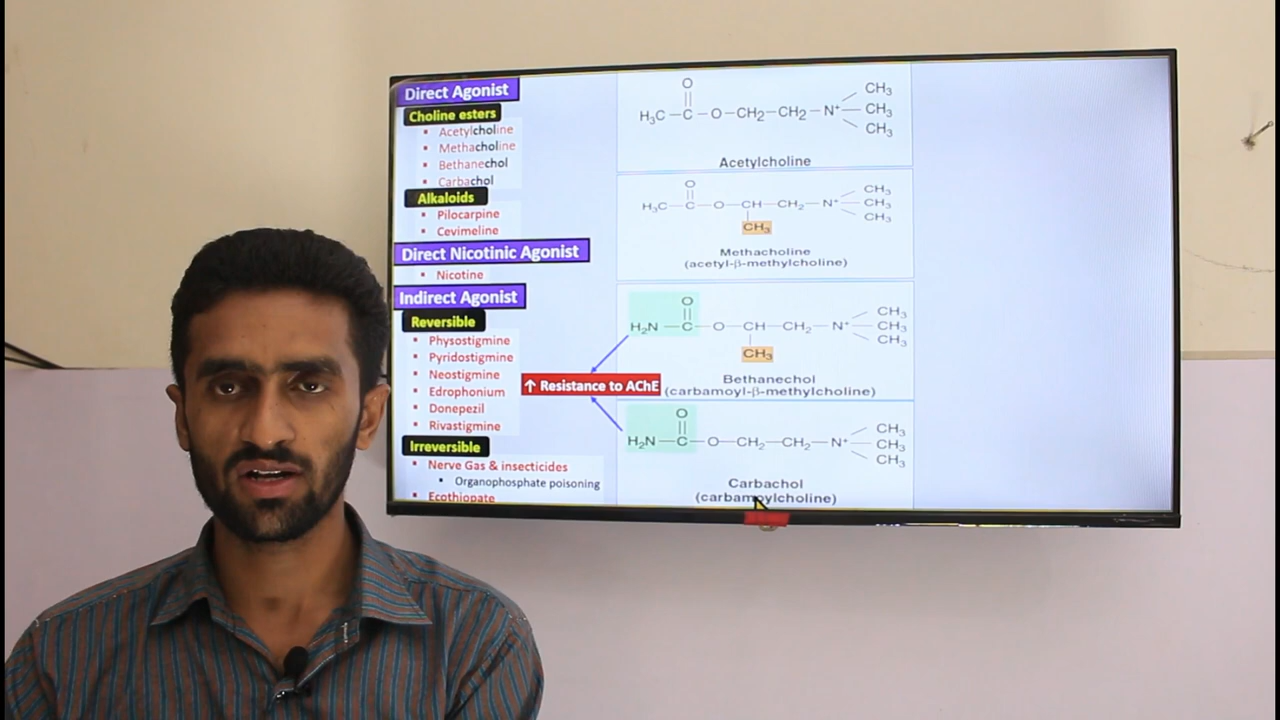 Direct Agonist
Choline esters
Acetylcholine
Methacholine
Bethanechol
Carbachol
Alkaloids
Pilocarpine
Cevimeline
Direct Nicotinic Agonist
Nicotine
Indirect Agonist
Reversible
Physostigmine
Pyridostigmine
Neostigmine
Edrophonium
Donepezil
Rivastigmine
Irreversible
Nerve Gas & insecticides
Organophosphate poisoning
Ecothiopate
↑ Resistance to AChE
O
CH3
H3C—C—O—CH2—CH2—N+—CH3
CH3
Acetylcholine
O
CH3
H3C—C—O—CH—CH2—N+—CH3
CH3
CH3
Methacholine
(acetyl-β-methylcholine)
O
CH3
H2N—C—O—CH—CH2—N+—CH3
CH3
CH3
Bethanechol
(carbamoyl-β-methylcholine)
O
CH3
H2N—C—O—CH2—CH2—N+—CH3
CH3
Carbachol
(carbamoylcholine)